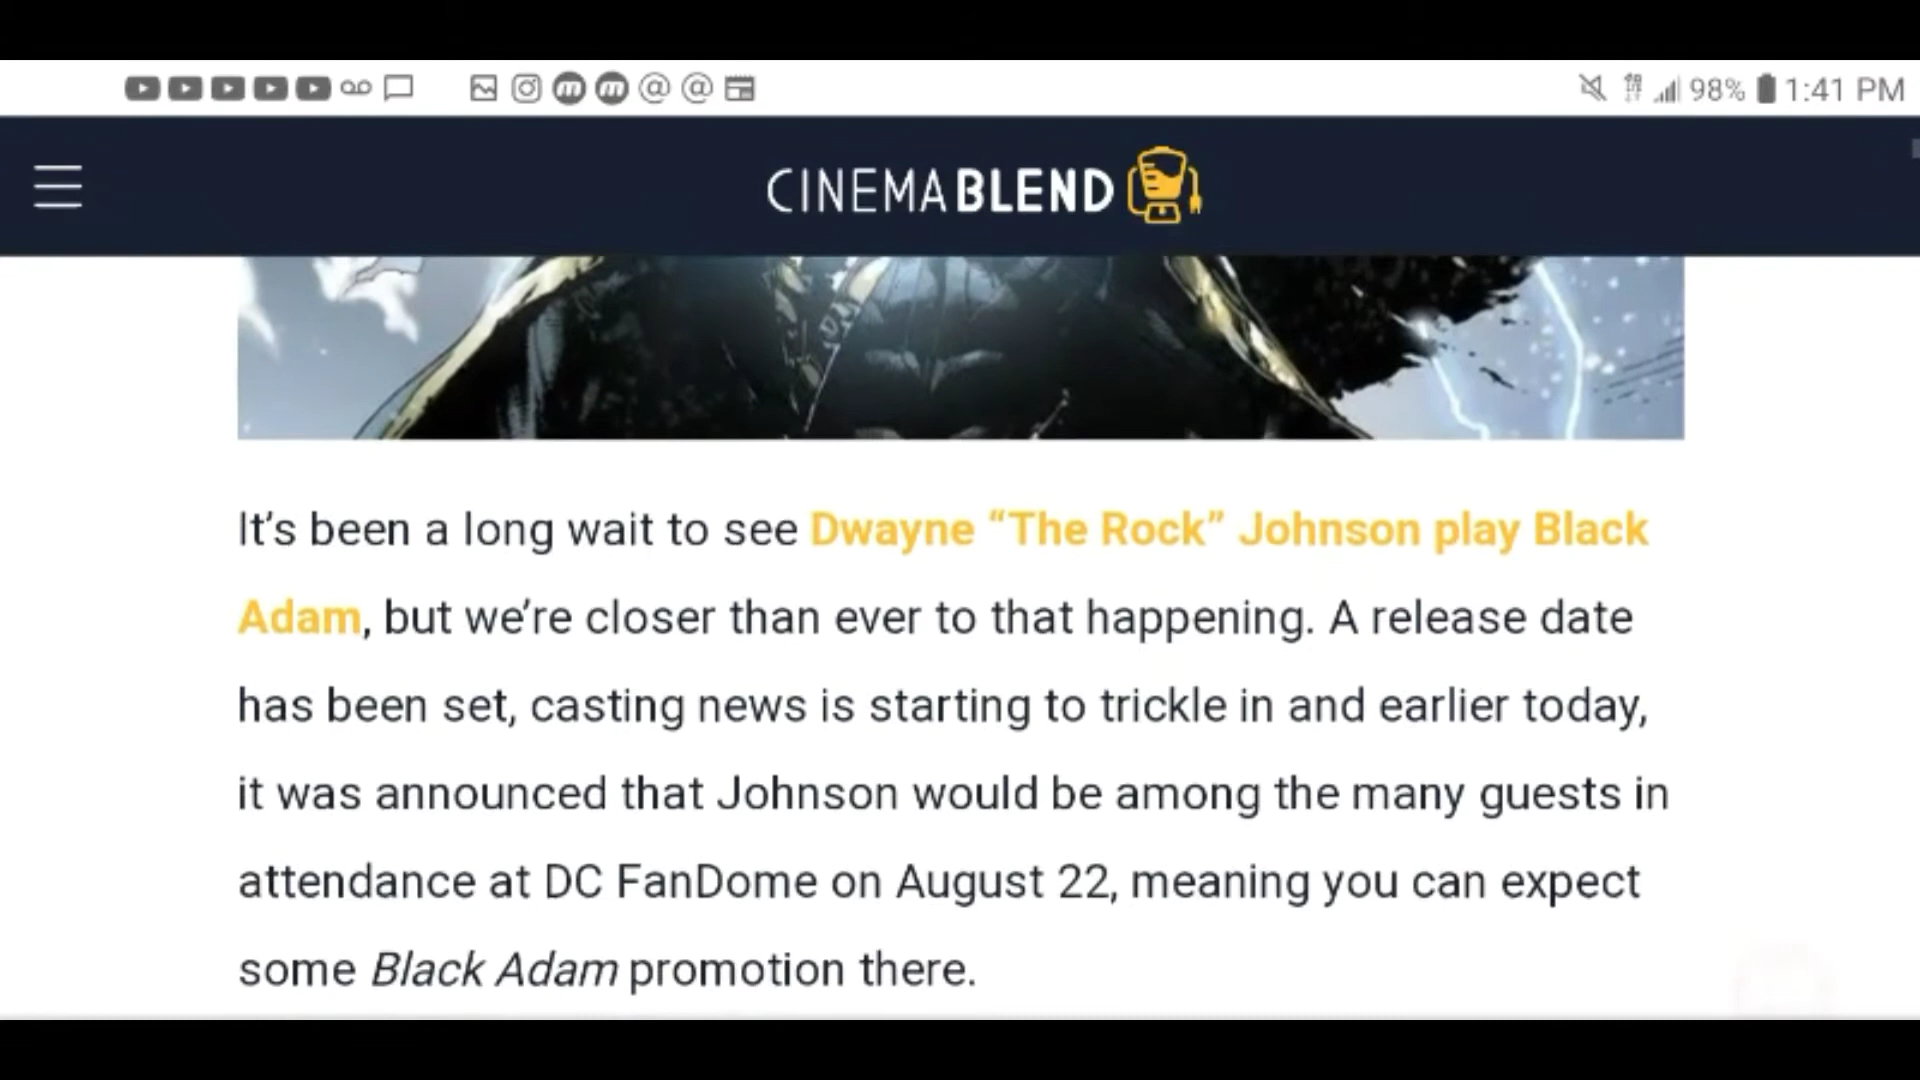 98% 1:41 PM
CINEMABLEND
It's been a long wait to see Dwayne “The Rock” Johnson play Black
Adam, but we're closer than ever to that happening. A release date
has been set, casting news is starting to trickle in and earlier today,
it was announced that Johnson would be among the many guests in
attendance at DC FanDome on August 22, meaning you can expect
some Black Adam promotion there.